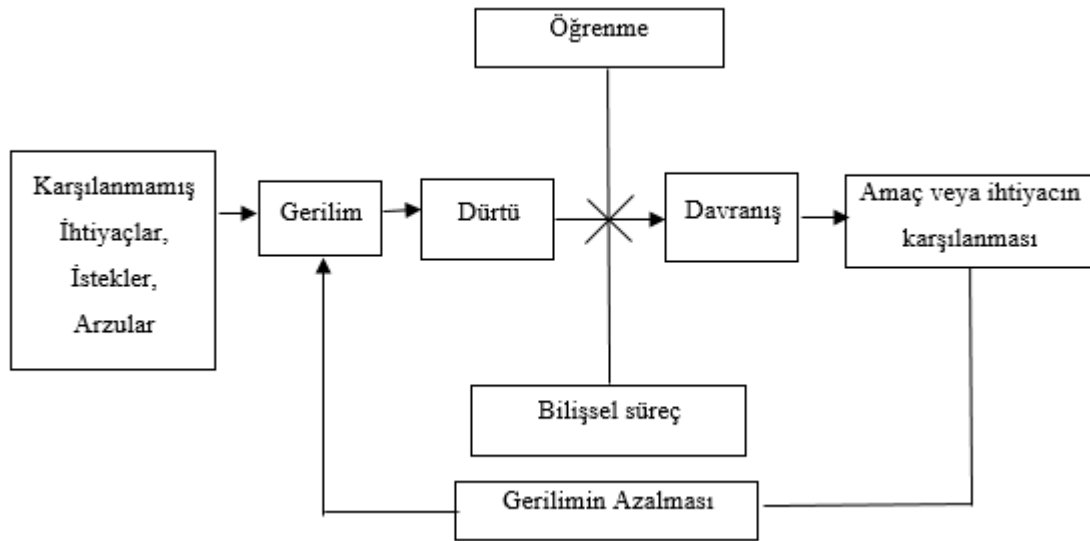 Öğrenme
Karşılanmamış
İhtiyaçlar,
İstekler,
Arzular
Gerilim
Dürtü
Davranış
Amaç veya ihtiyacın
karşılanması
Bilişsel süreç
Gerilimin Azalması